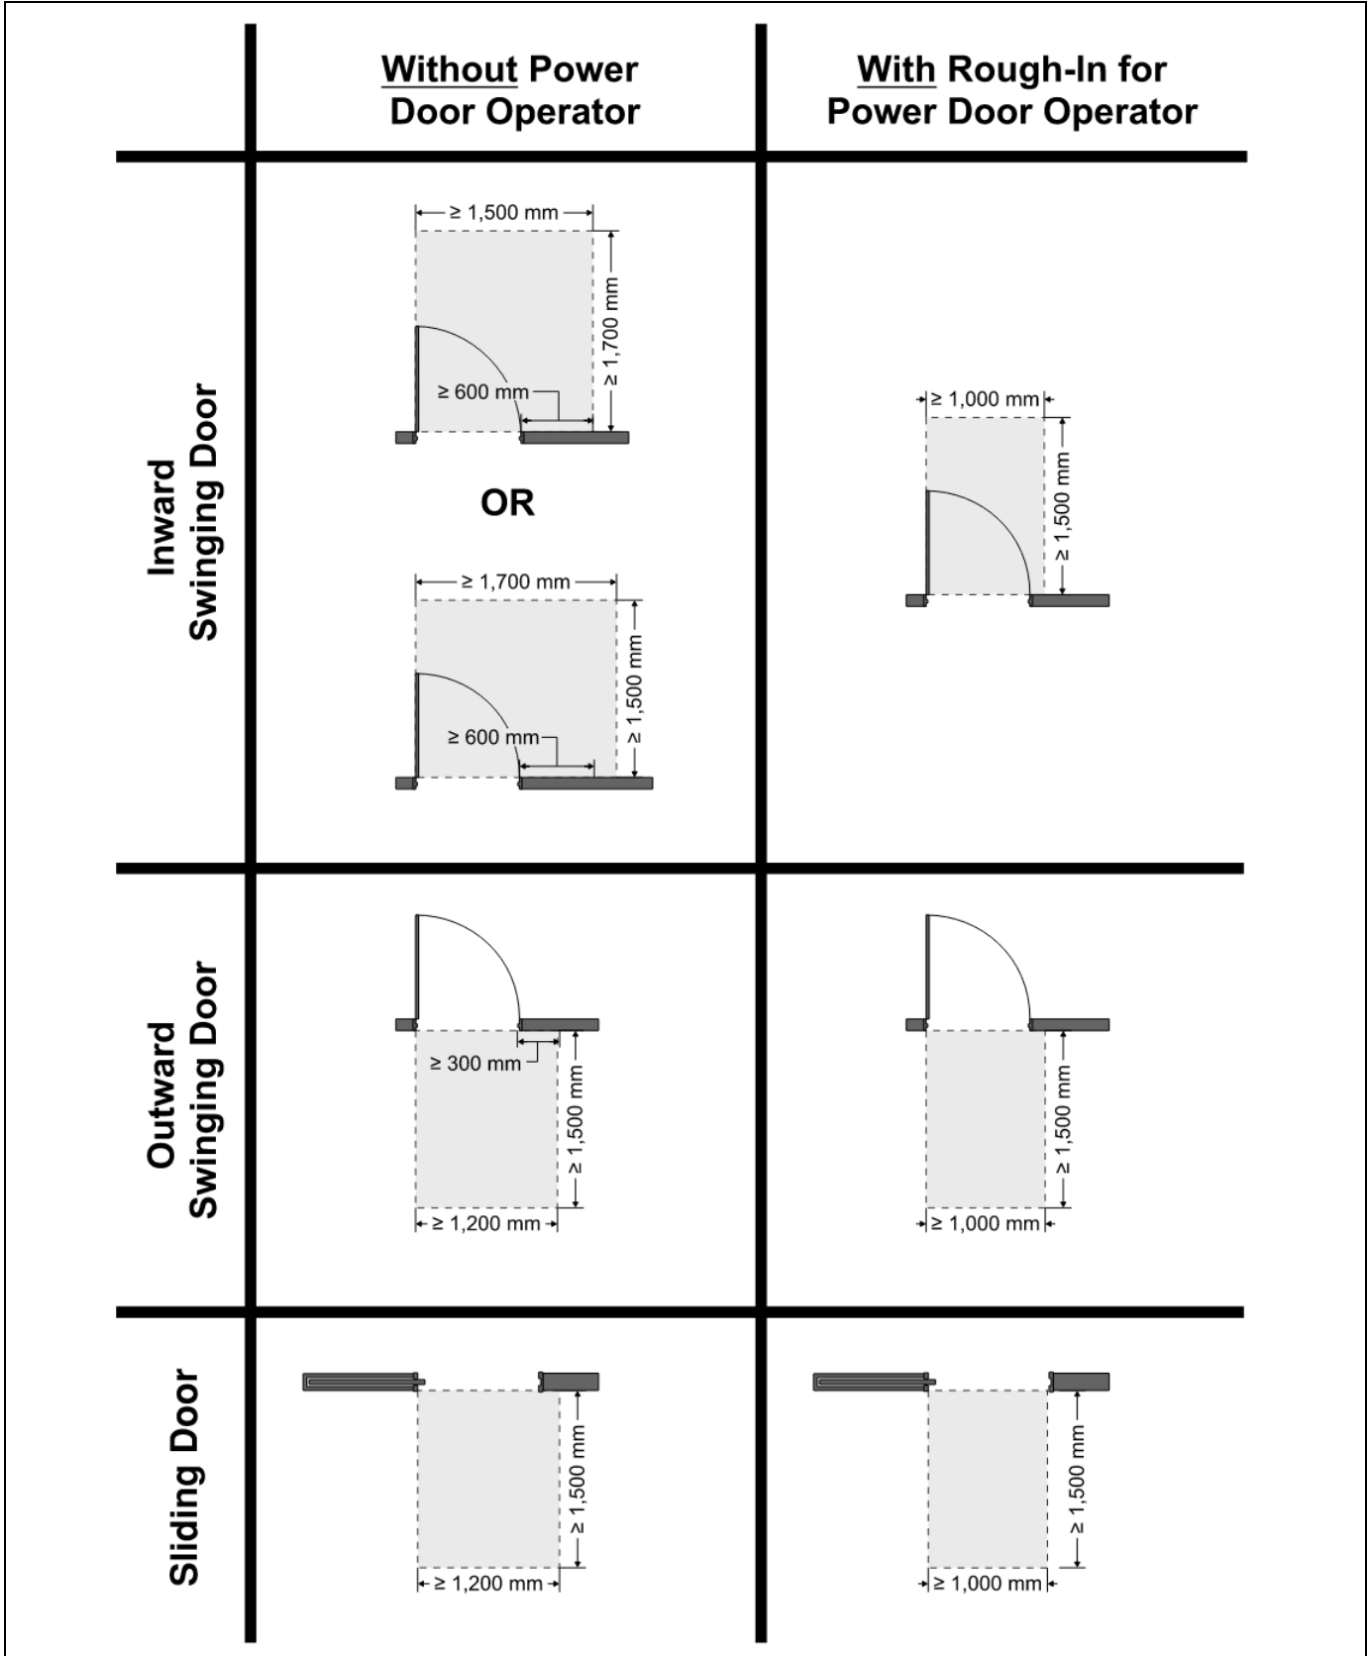 Without Power
Door Operator
With Rough-In for
Power Door Operator
Inward
Swinging Door
≥ 1,500 mm
≥ 1,700 mm
≥ 600 mm
OR
≥ 1,700 mm
≥ 1,500 mm
≥ 600 mm
≥ 1,000 mm
≥ 1,500 mm
Outward
Swinging Door
≥ 300 mm
≥ 1,500 mm
≥ 1,200 mm
≥ 1,500 mm
≥ 1,000 mm
Sliding Door
≥ 1,500 mm
≥ 1,200 mm
≥ 1,500 mm
≥ 1,000 mm